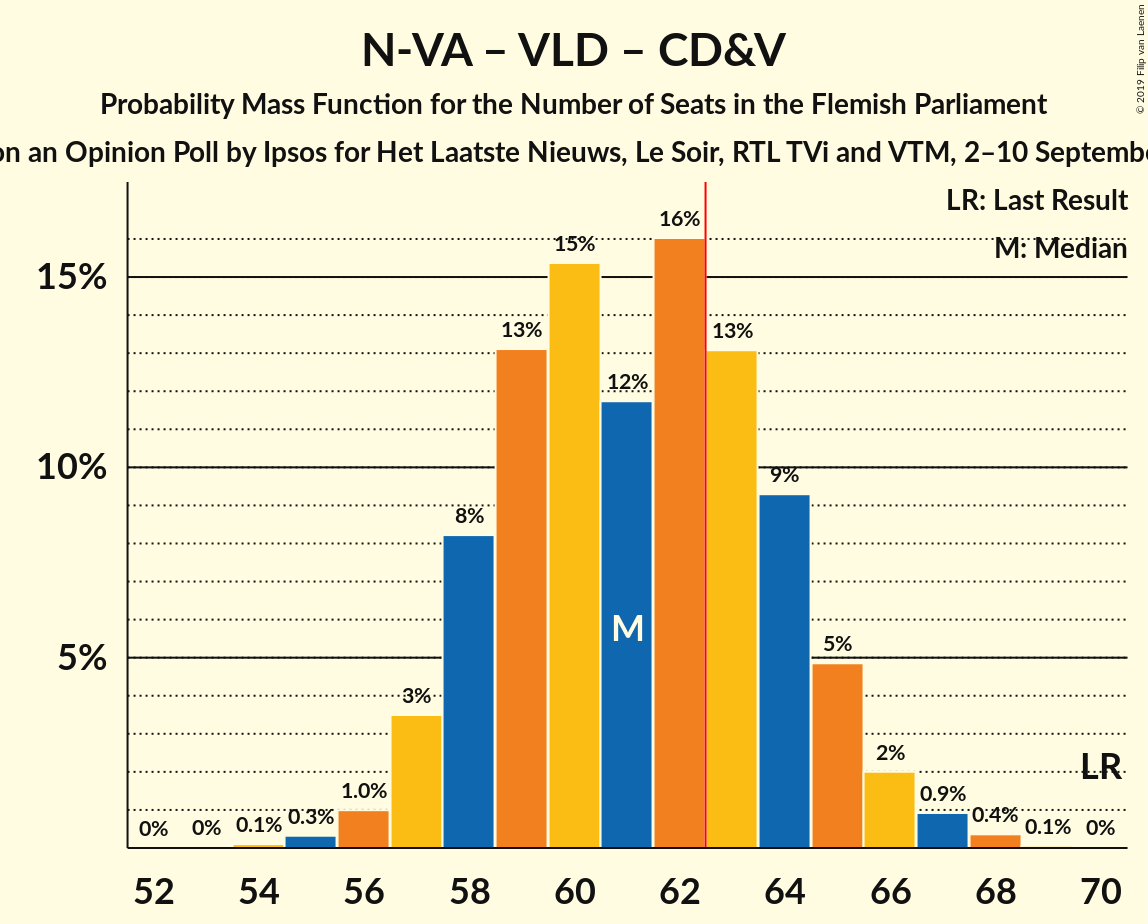 N-VA – VLD – CD&V
Probability Mass Function for the Number of Seats in the Flemish Parliament
on an Opinion Poll by Ipsos for Het Laatste Nieuws, Le Soir, RTL TVi and VTM, 2–10
© 2019 Filip van Laenen
LR: Last Result
M: Median
15%
10%
5%
0% 0% 0.1% 0.3% 1.0% 3% 8% 13% 15% 12% 16% 13% 9% 5% 2% 0.9% 0.4% 0.1% 0%
M
LR
52 54 56 58 60 62 64 66 68 70